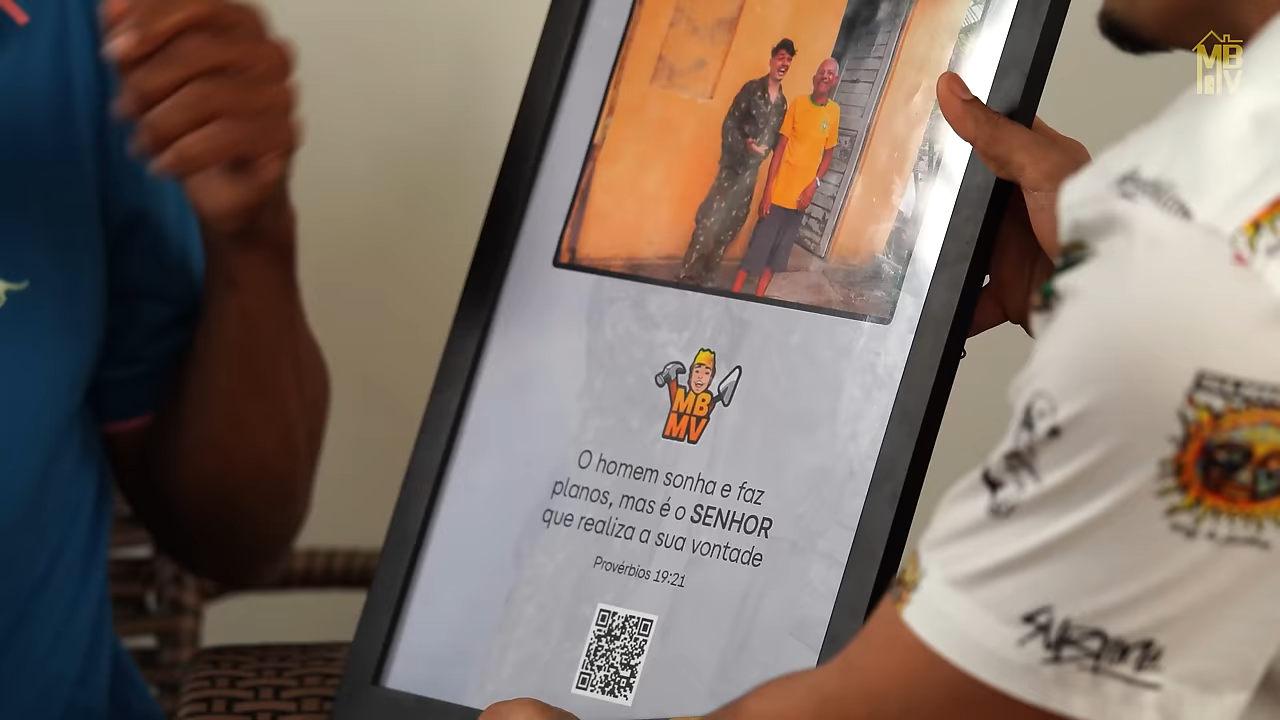 MB
MV
MB
MV
O homem sonha e faz
planos, mas é o SENHOR
que realiza a sua vontade
Provérbios 19:21